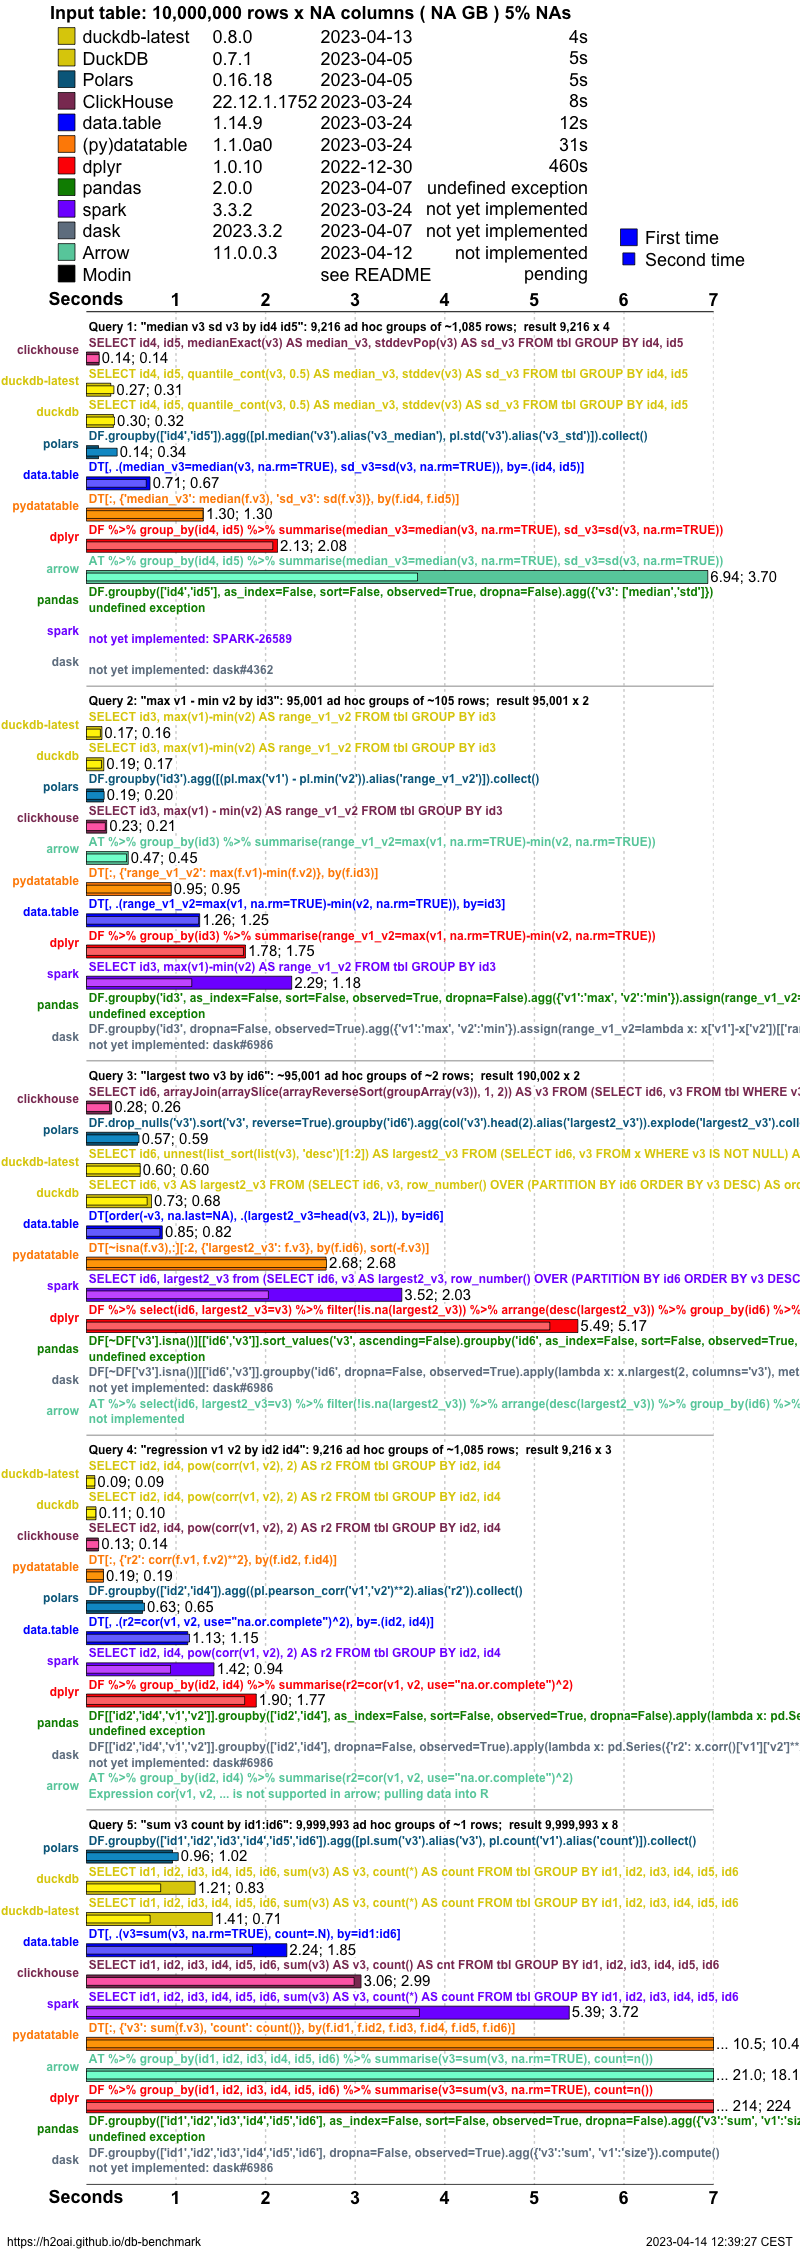 Input table: 10,000,000 rows x NA columns ( NA GB ) 5% NAs
duckdb-latest 0.8.0 2023-04-13 4s
DuckDB 0.7.1 2023-04-05 5s
Polars 0.16.18 2023-04-05 5s
ClickHouse 22.12.1.1752 2023-03-24 8s
data.table 1.14.9 2023-03-24 12s
(py)datatable 1.1.0a0 2023-03-24 31s
dplyr 1.0.10 2022-12-30 460s
pandas 2.0.0 2023-04-07 undefined exception
spark 3.3.2 2023-03-24 not yet implemented
dask 2023.3.2 2023-04-07 not yet implemented
Arrow 11.0.0.3 2023-04-12 not implemented
Modin see README pending
First time
Second time
Seconds 1 2 3 4 5 6 7
Query 1: "median v3 sd v3 by id4 id5": 9,216 ad hoc groups of ~1,085 rows; result 9,216 x 4
clickhouse SELECT id4, id5, medianExact(v3) AS median_v3, stddevPop(v3) AS sd_v3 FROM tbl GROUP BY id4, id5
0.14; 0.14
duckdb-latest SELECT id4, id5, quantile_cont(v3, 0.5) AS median_v3, stddev(v3) AS sd_v3 FROM tbl GROUP BY id4, id5
0.27; 0.31
duckdb SELECT id4, id5, quantile_cont(v3, 0.5) AS median_v3, stddev(v3) AS sd_v3 FROM tbl GROUP BY id4, id5
0.30; 0.32
polars DF.groupby(['id4','id5']).agg([pl.median('v3').alias('v3_median'), pl.std('v3').alias('v3_std')]).collect()
0.14; 0.34
data.table DT[, .(median_v3=median(v3, na.rm=TRUE), sd_v3=sd(v3, na.rm=TRUE)), by=.(id4, id5)]
0.71; 0.67
pydatatable DT[:, {'median_v3': median(f.v3), 'sd_v3': sd(f.v3)}, by(f.id4, f.id5)]
1.30; 1.30
dplyr DF %>% group_by(id4, id5) %>% summarise(median_v3=median(v3, na.rm=TRUE), sd_v3=sd(v3, na.rm=TRUE))
2.13; 2.08
arrow AT %>% group_by(id4, id5) %>% summarise(median_v3=median(v3, na.rm=TRUE), sd_v3=sd(v3, na.rm=TRUE))
6.94; 3.70
pandas DF.groupby(['id4','id5'], as_index=False, sort=False, observed=True, dropna=False).agg({'v3': ['median','std']})
undefined exception
spark not yet implemented: SPARK-26589
dask not yet implemented: dask#4362
Query 2: "max v1 - min v2 by id3": 95,001 ad hoc groups of ~105 rows; result 95,001 x 2
duckdb-latest SELECT id3, max(v1)-min(v2) AS range_v1_v2 FROM tbl GROUP BY id3
0.17; 0.16
duckdb SELECT id3, max(v1)-min(v2) AS range_v1_v2 FROM tbl GROUP BY id3
0.19; 0.17
polars DF.groupby('id3').agg([(pl.max('v1') - pl.min('v2')).alias('range_v1_v2')]).collect()
0.19; 0.20
clickhouse SELECT id3, max(v1) - min(v2) AS range_v1_v2 FROM tbl GROUP BY id3
0.23; 0.21
arrow AT %>% group_by(id3) %>% summarise(range_v1_v2=max(v1, na.rm=TRUE)-min(v2, na.rm=TRUE))
0.47; 0.45
pydatatable DT[:, {'range_v1_v2': max(f.v1)-min(f.v2)}, by(f.id3)]
0.95; 0.95
data.table DT[, .(range_v1_v2=max(v1, na.rm=TRUE)-min(v2, na.rm=TRUE)), by=id3]
1.26; 1.25
dplyr DF %>% group_by(id3) %>% summarise(range_v1_v2=max(v1, na.rm=TRUE)-min(v2, na.rm=TRUE))
1.78; 1.75
spark SELECT id3, max(v1)-min(v2) AS range_v1_v2 FROM tbl GROUP BY id3
2.29; 1.18
pandas DF.groupby('id3', as_index=False, sort=False, observed=True, dropna=False).agg({'v1':'max', 'v2':'min'}).assign(range_v1_v2=
undefined exception
dask DF.groupby('id3', dropna=False, observed=True).agg({'v1':'max', 'v2':'min'}).assign(range_v1_v2=lambda x: x['v1']-x['v2'])[['ra
not yet implemented: dask#6986
Query 3: "largest two v3 by id6": ~95,001 ad hoc groups of ~2 rows; result 190,002 x 2
clickhouse SELECT id6, arrayJoin(arraySlice(arrayReverseSort(groupArray(v3)), 1, 2)) AS v3 FROM (SELECT id6, v3 FROM tbl WHERE v3
0.28; 0.26
polars DF.drop_nulls('v3').sort('v3', reverse=True).groupby('id6').agg(col('v3').head(2).alias('largest2_v3')).explode('largest2_v3').coll
0.57; 0.59
duckdb-latest SELECT id6, unnest(list_sort(list(v3), 'desc')[1:2]) AS largest2_v3 FROM (SELECT id6, v3 FROM x WHERE v3 IS NOT NULL) A
0.60; 0.60
duckdb SELECT id6, v3 AS largest2_v3 FROM (SELECT id6, v3, row_number() OVER (PARTITION BY id6 ORDER BY v3 DESC) AS ord
0.73; 0.68
data.table DT[order(-v3, na.last=NA), .(largest2_v3=head(v3, 2L)), by=id6]
0.85; 0.82
pydatatable DT[~isna(f.v3),:][:2, {'largest2_v3': f.v3}, by(f.id6), sort(-f.v3)]
2.68; 2.68
spark SELECT id6, largest2_v3 from (SELECT id6, v3 AS largest2_v3, row_number() OVER (PARTITION BY id6 ORDER BY v3 DESC
3.52; 2.03
dplyr DF %>% select(id6, largest2_v3=v3) %>% filter(!is.na(largest2_v3)) %>% arrange(desc(largest2_v3)) %>% group_by(id6) %>%
5.49; 5.17
pandas DF[~DF['v3'].isna()][['id6','v3']].sort_values('v3', ascending=False).groupby('id6', as_index=False, sort=False, observed=True,
undefined exception
dask DF[~DF['v3'].isna()][['id6','v3']].groupby('id6', dropna=False, observed=True).apply(lambda x: x.nlargest(2, columns='v3'), met
not yet implemented: dask#6986
arrow AT %>% select(id6, largest2_v3=v3) %>% filter(!is.na(largest2_v3)) %>% arrange(desc(largest2_v3)) %>% group_by(id6) %>%
not implemented
Query 4: "regression v1 v2 by id2 id4": 9,216 ad hoc groups of ~1,085 rows; result 9,216 x 3
duckdb-latest SELECT id2, id4, pow(corr(v1, v2), 2) AS r2 FROM tbl GROUP BY id2, id4
0.09; 0.09
duckdb SELECT id2, id4, pow(corr(v1, v2), 2) AS r2 FROM tbl GROUP BY id2, id4
0.11; 0.10
clickhouse SELECT id2, id4, pow(corr(v1, v2), 2) AS r2 FROM tbl GROUP BY id2, id4
0.13; 0.14
pydatatable DT[:, {'r2': corr(f.v1, f.v2)**2}, by(f.id2, f.id4)]
0.19; 0.19
polars DF.groupby(['id2','id4']).agg((pl.pearson_corr('v1','v2')**2).alias('r2')).collect()
0.63; 0.65
data.table DT[, .(r2=cor(v1, v2, use="na.or.complete")^2), by=.(id2, id4)]
1.13; 1.15
spark SELECT id2, id4, pow(corr(v1, v2), 2) AS r2 FROM tbl GROUP BY id2, id4
1.42; 0.94
dplyr DF %>% group_by(id2, id4) %>% summarise(r2=cor(v1, v2, use="na.or.complete")^2)
1.90; 1.77
pandas DF[['id2','id4','v1','v2']].groupby(['id2','id4'], as_index=False, sort=False, observed=True, dropna=False).apply(lambda x: pd.Se
undefined exception
dask DF[['id2','id4','v1','v2']].groupby(['id2','id4'], dropna=False, observed=True).apply(lambda x: pd.Series({'r2': x.corr()['v1']['v2']**
not yet implemented: dask#6986
arrow AT %>% group_by(id2, id4) %>% summarise(r2=cor(v1, v2, use="na.or.complete")^2)
Expression cor(v1, v2, ... is not supported in arrow; pulling data into R
Query 5: "sum v3 count by id1:id6": 9,999,993 ad hoc groups of ~1 rows; result 9,999,993 x 8
polars DF.groupby(['id1','id2','id3','id4','id5','id6']).agg([pl.sum('v3').alias('v3'), pl.count('v1').alias('count')]).collect()
0.96; 1.02
duckdb SELECT id1, id2, id3, id4, id5, id6, sum(v3) AS v3, count(*) AS count FROM tbl GROUP BY id1, id2, id3, id4, id5, id6
1.21; 0.83
duckdb-latest SELECT id1, id2, id3, id4, id5, id6, sum(v3) AS v3, count(*) AS count FROM tbl GROUP BY id1, id2, id3, id4, id5, id6
1.41; 0.71
data.table DT[, .(v3=sum(v3, na.rm=TRUE), count=.N), by=id1:id6]
2.24; 1.85
clickhouse SELECT id1, id2, id3, id4, id5, id6, sum(v3) AS v3, count() AS cnt FROM tbl GROUP BY id1, id2, id3, id4, id5, id6
3.06; 2.99
spark SELECT id1, id2, id3, id4, id5, id6, sum(v3) AS v3, count(*) AS count FROM tbl GROUP BY id1, id2, id3, id4, id5, id6
5.39; 3.72
pydatatable DT[:, {'v3': sum(f.v3), 'count': count()}, by(f.id1, f.id2, f.id3, f.id4, f.id5, f.id6)]
... 10.5; 10.4
arrow AT %>% group_by(id1, id2, id3, id4, id5, id6) %>% summarise(v3=sum(v3, na.rm=TRUE), count=n())
... 21.0; 18.1
dplyr DF %>% group_by(id1, id2, id3, id4, id5, id6) %>% summarise(v3=sum(v3, na.rm=TRUE), count=n())
... 214; 224
pandas DF.groupby(['id1','id2','id3','id4','id5','id6'], as_index=False, sort=False, observed=True, dropna=False).agg({'v3':'sum', 'v1':'siz
undefined exception
dask DF.groupby(['id1','id2','id3','id4','id5','id6'], dropna=False, observed=True).agg({'v3':'sum', 'v1':'size'}).compute()
not yet implemented: dask#6986
Seconds 1 2 3 4 5 6 7
https://h2oai.github.io/db-benchmark 2023-04-14 12:39:27 CEST